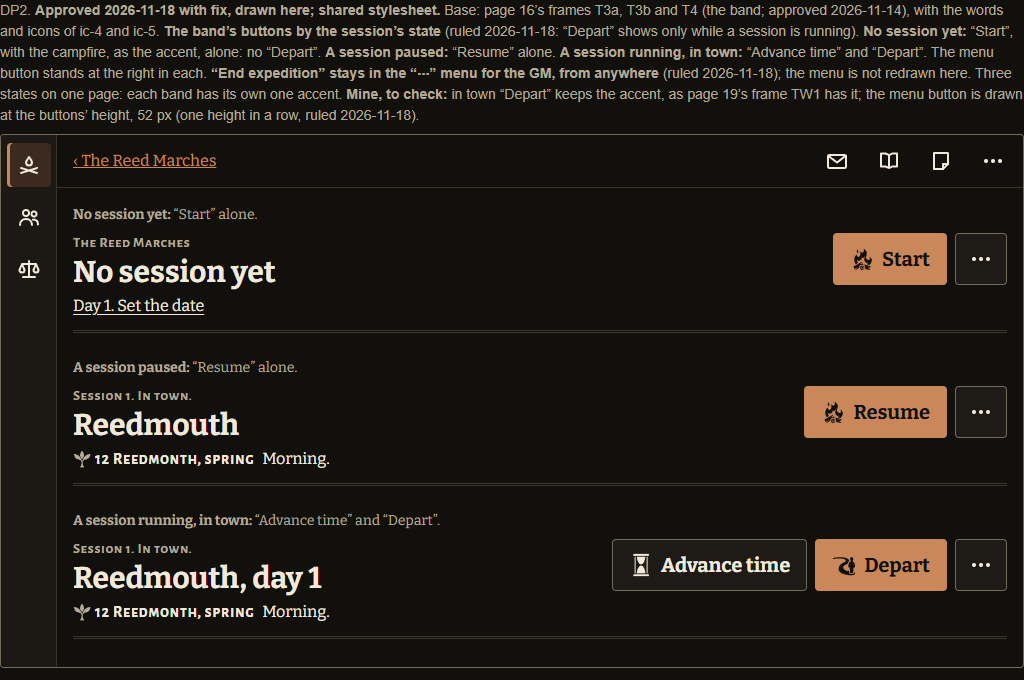 DP2. Approved 2026-11-18 with fix, drawn here; shared stylesheet. Base: page 16’s frames T3a, T3b and T4 (the band; approved 2026-11-14), with the words
and icons of ic-4 and ic-5. The band’s buttons by the session’s state (ruled 2026-11-18: “Depart” shows only while a session is running). No session yet: “Start”,
with the campfire, as the accent, alone: no “Depart”. A session paused: “Resume” alone. A session running, in town: “Advance time” and “Depart”. The menu
button stands at the right in each. “End expedition” stays in the “···” menu for the GM, from anywhere (ruled 2026-11-18); the menu is not redrawn here. Three
states on one page: each band has its own one accent. Mine, to check: in town “Depart” keeps the accent, as page 19’s frame TW1 has it; the menu button is drawn
at the buttons’ height, 52 px (one height in a row, ruled 2026-11-18).
‹ The Reed Marches
No session yet: “Start” alone.
The Reed Marches
No session yet
Start
Day 1. Set the date
A session paused: “Resume” alone.
Session 1. In town.
Reedmouth
Resume
12 Reedmonth, spring Morning.
A session running, in town: “Advance time” and “Depart”.
Session 1. In town.
Reedmouth, day 1
Advance time
Depart
12 Reedmonth, spring Morning.